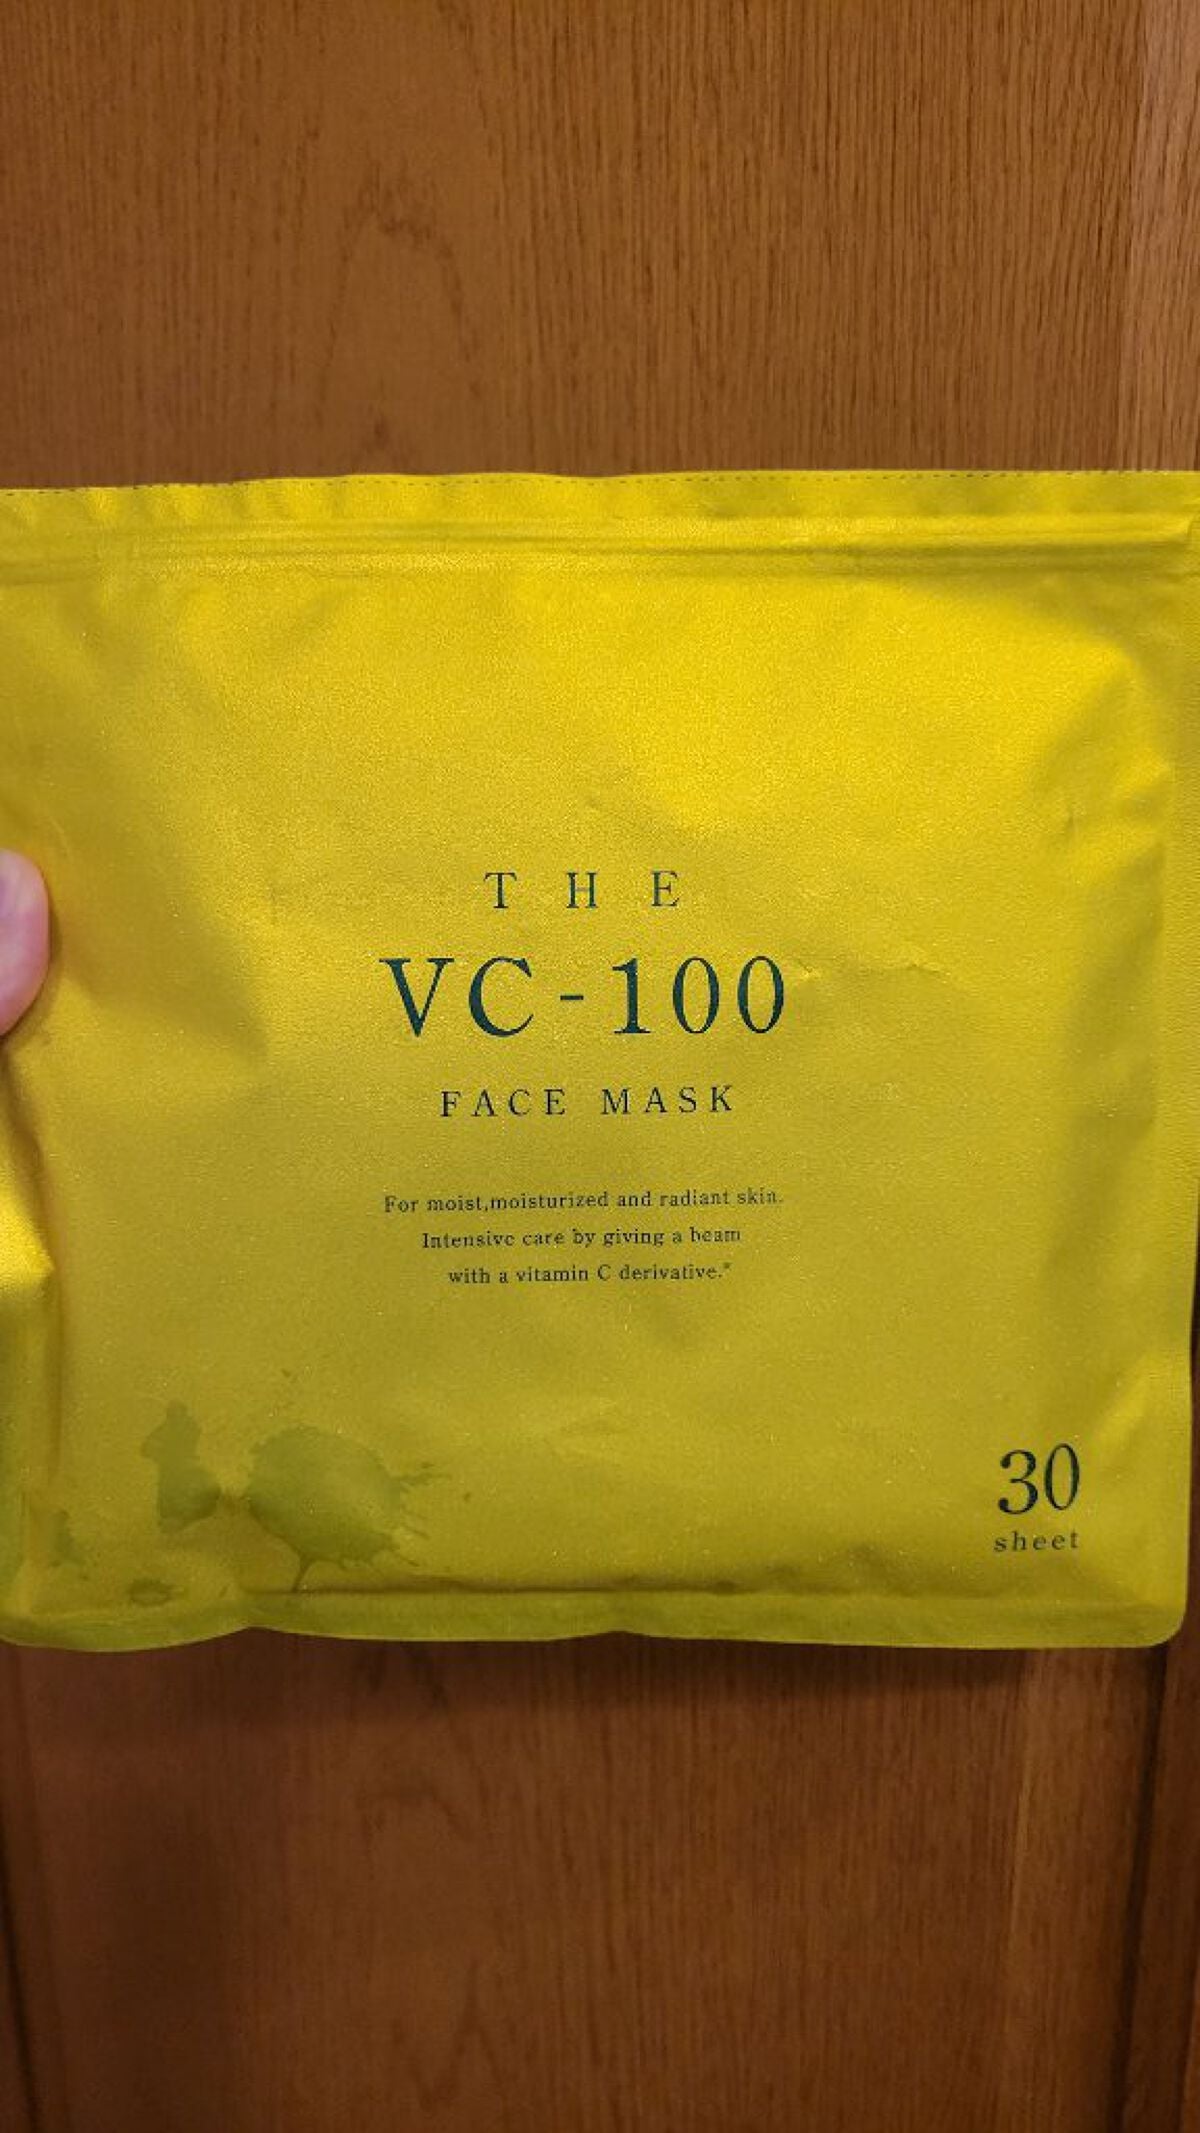 THE
VC-100
FACE MASK
For moist,moisturized and radiant skin.
Intensive care by giving a beam
with a vitamin C derivative.*
30
sheet